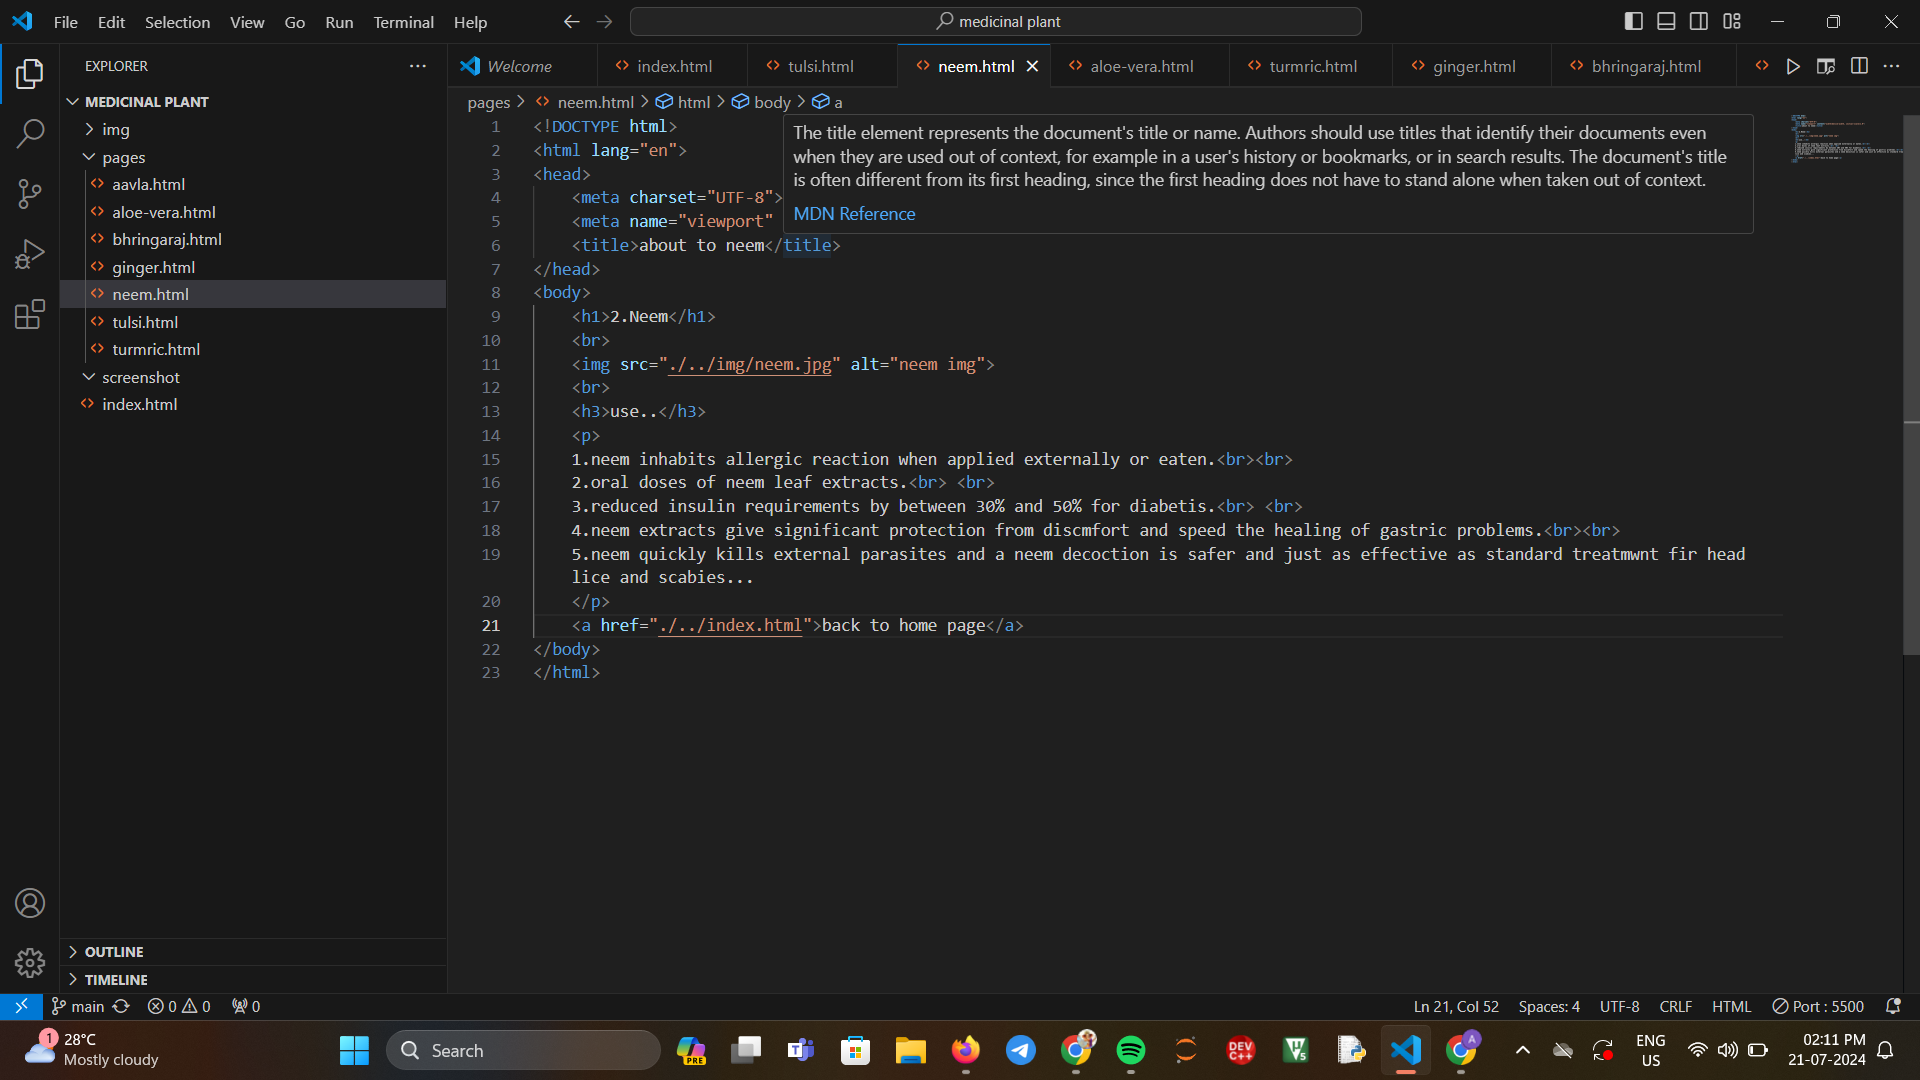 File Edit Selection View Go Run Terminal Help
medicinal plant
EXPLORER
MEDICINAL PLANT
img
pages
aavla.html
aloe-vera.html
bhringaraj.html
ginger.html
neem.html
tulsi.html
turmric.html
screenshot
index.html
OUTLINE
TIMELINE
Welcome index.html tulsi.html neem.html aloe-vera.html turmric.html ginger.html bhringaraj.html
pages > neem.html > html > body > a
1 <!DOCTYPE html>
2 <html lang="en">
3 <head>
4 <meta charset="UTF-8">
5 <meta name="viewport"
6 <title>about to neem</title>
7 </head>
8 <body>
9 <h1>2.Neem</h1>
10 <br>
11 <img src="./../img/neem.jpg" alt="neem img">
12 <br>
13 <h3>use..</h3>
14 <p>
15 1.neem inhabits allergic reaction when applied externally or eaten.<br><br>
16 2.oral doses of neem leaf extracts.<br> <br>
17 3.reduced insulin requirements by between 30% and 50% for diabetis.<br> <br>
18 4.neem extracts give significant protection from discmfort and speed the healing of gastric problems.<br><br>
19 5.neem quickly kills external parasites and a neem decoction is safer and just as effective as standard treatmwnt fir head
lice and scabies...
20 </p>
21 <a href="./../index.html">back to home page</a>
22 </body>
23 </html>
The title element represents the document's title or name. Authors should use titles that identify their documents even
when they are used out of context, for example in a user's history or bookmarks, or in search results. The document's title
is often different from its first heading, since the first heading does not have to stand alone when taken out of context.
MDN Reference
main 0 0 0
Ln 21, Col 52 Spaces: 4 UTF-8 CRLF HTML Port : 5500
1
28°C
Mostly cloudy
Search
PRE
DEV
C++
5
A
ENG
US
02:11 PM
21-07-2024